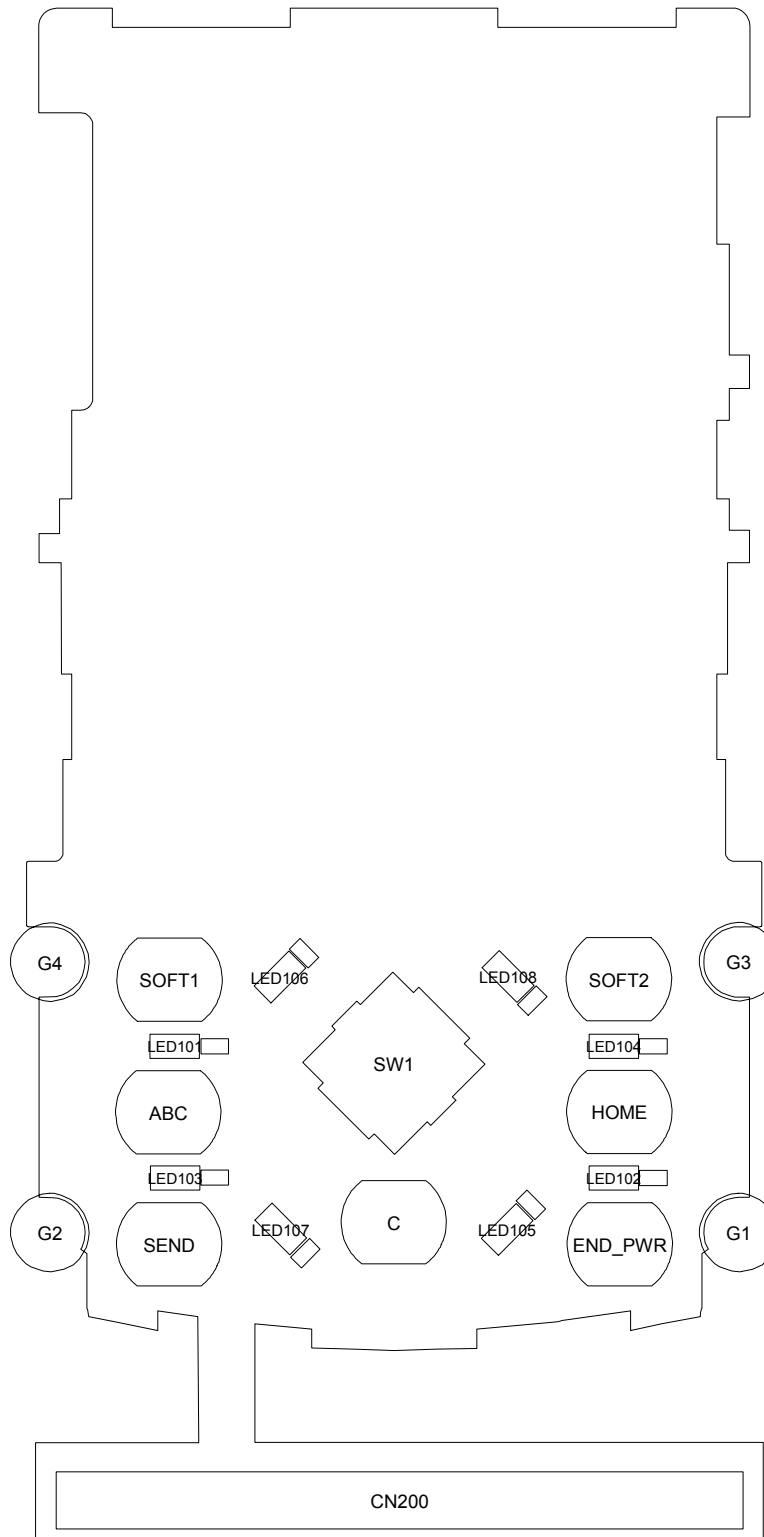 G4
SOFT1
LED106
LED108
SOFT2
G3
LED101
LED104
SW1
ABC
HOME
LED103
LED102
G2
SEND
LED107
C
LED105
END_PWR
G1
CN200